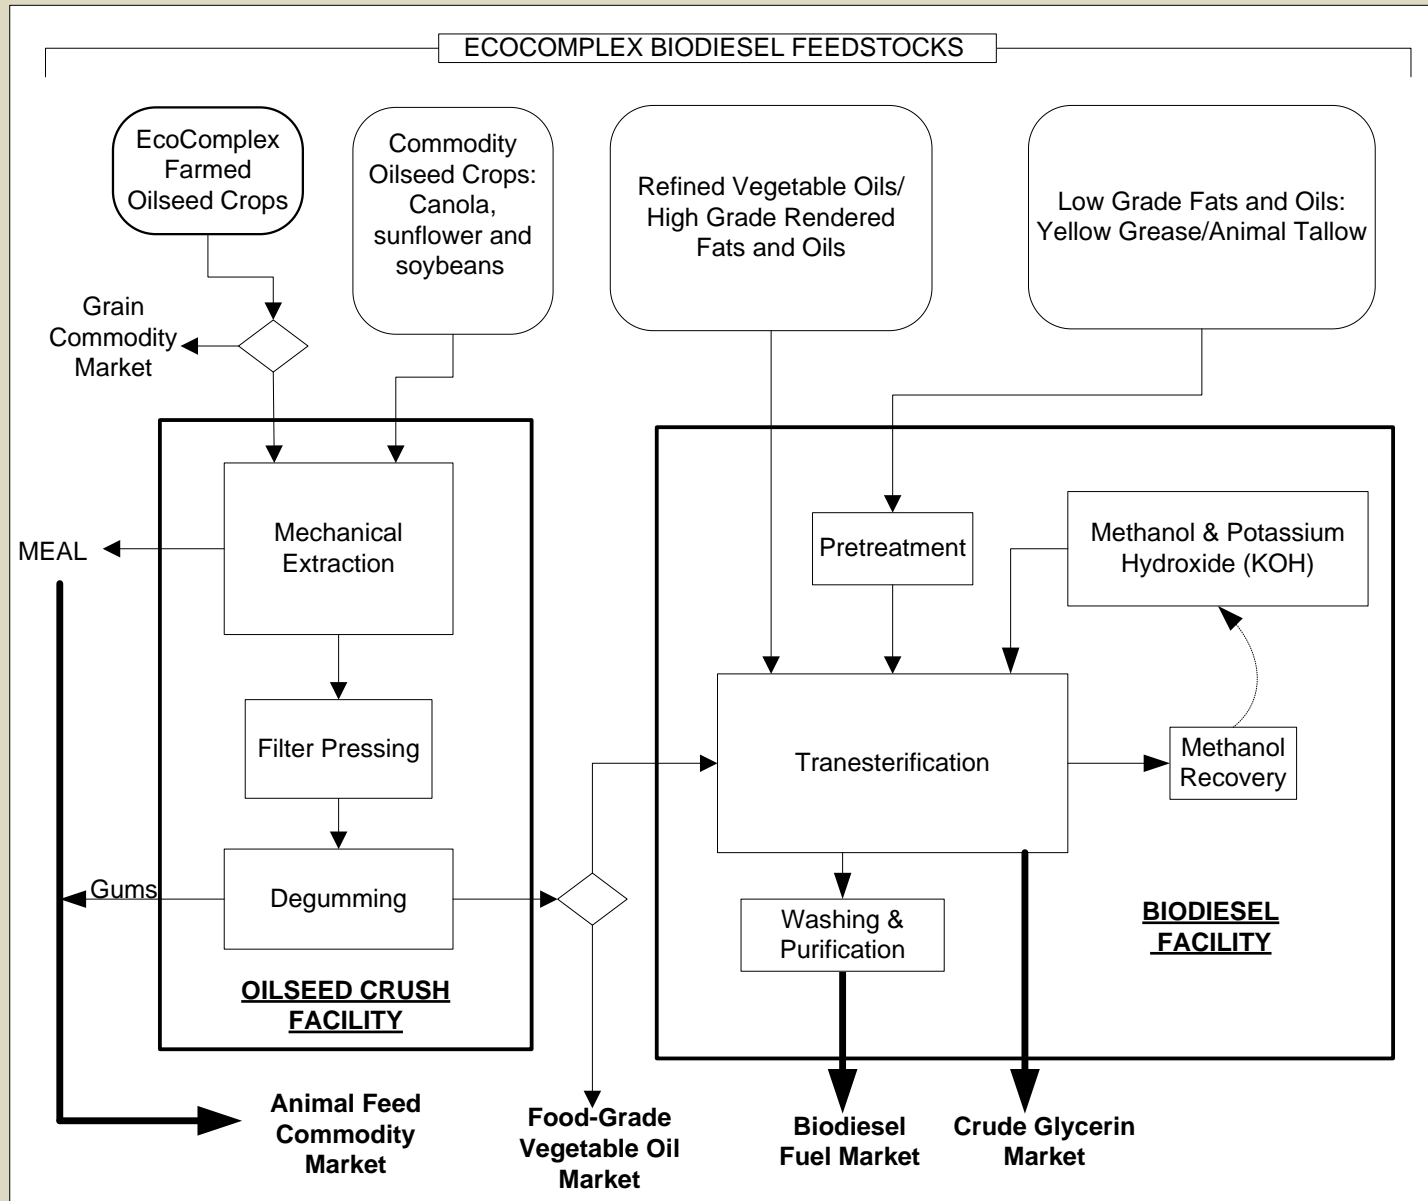 ECOCOMPLEX BIODIESEL FEEDSTOCKS
EcoComplex
Farmed
Oilseed Crops
Commodity
Oilseed Crops:
Canola,
sunflower and
soybeans
Refined Vegetable Oils/
High Grade Rendered
Fats and Oils
Low Grade Fats and Oils:
Yellow Grease/Animal Tallow
Grain
Commodity
Market
MEAL
Mechanical
Extraction
Pretreatment
Methanol & Potassium
Hydroxide (KOH)
Filter Pressing
Tranesterification
Methanol
Recovery
Gums
Degumming
Washing &
Purification
BIODIESEL
FACILITY
OILSEED CRUSH
FACILITY
Animal Feed
Commodity
Market
Food-Grade
Vegetable Oil
Market
Biodiesel
Fuel Market
Crude Glycerin
Market